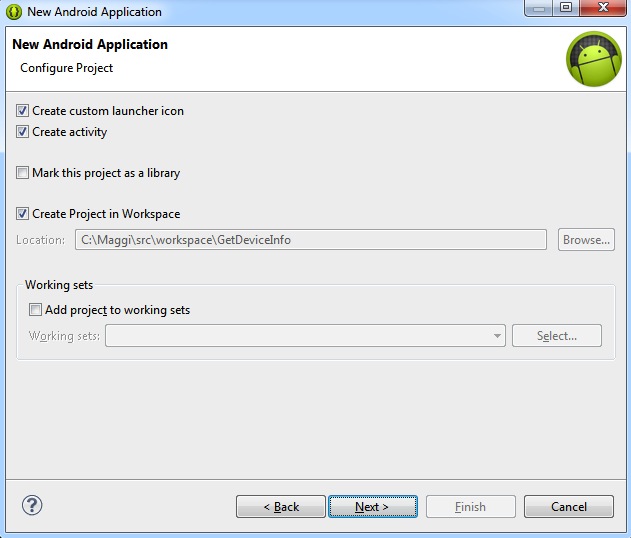 New Android Application
New Android Application
Configure Project
Create custom launcher icon
Create activity
Mark this project as a library
Create Project in Workspace
Location: C:\Maggi\src\workspace\GetDeviceInfo Browse...
Working sets
Add project to working sets
Working sets: Select...
? < Back Next > Finish Cancel